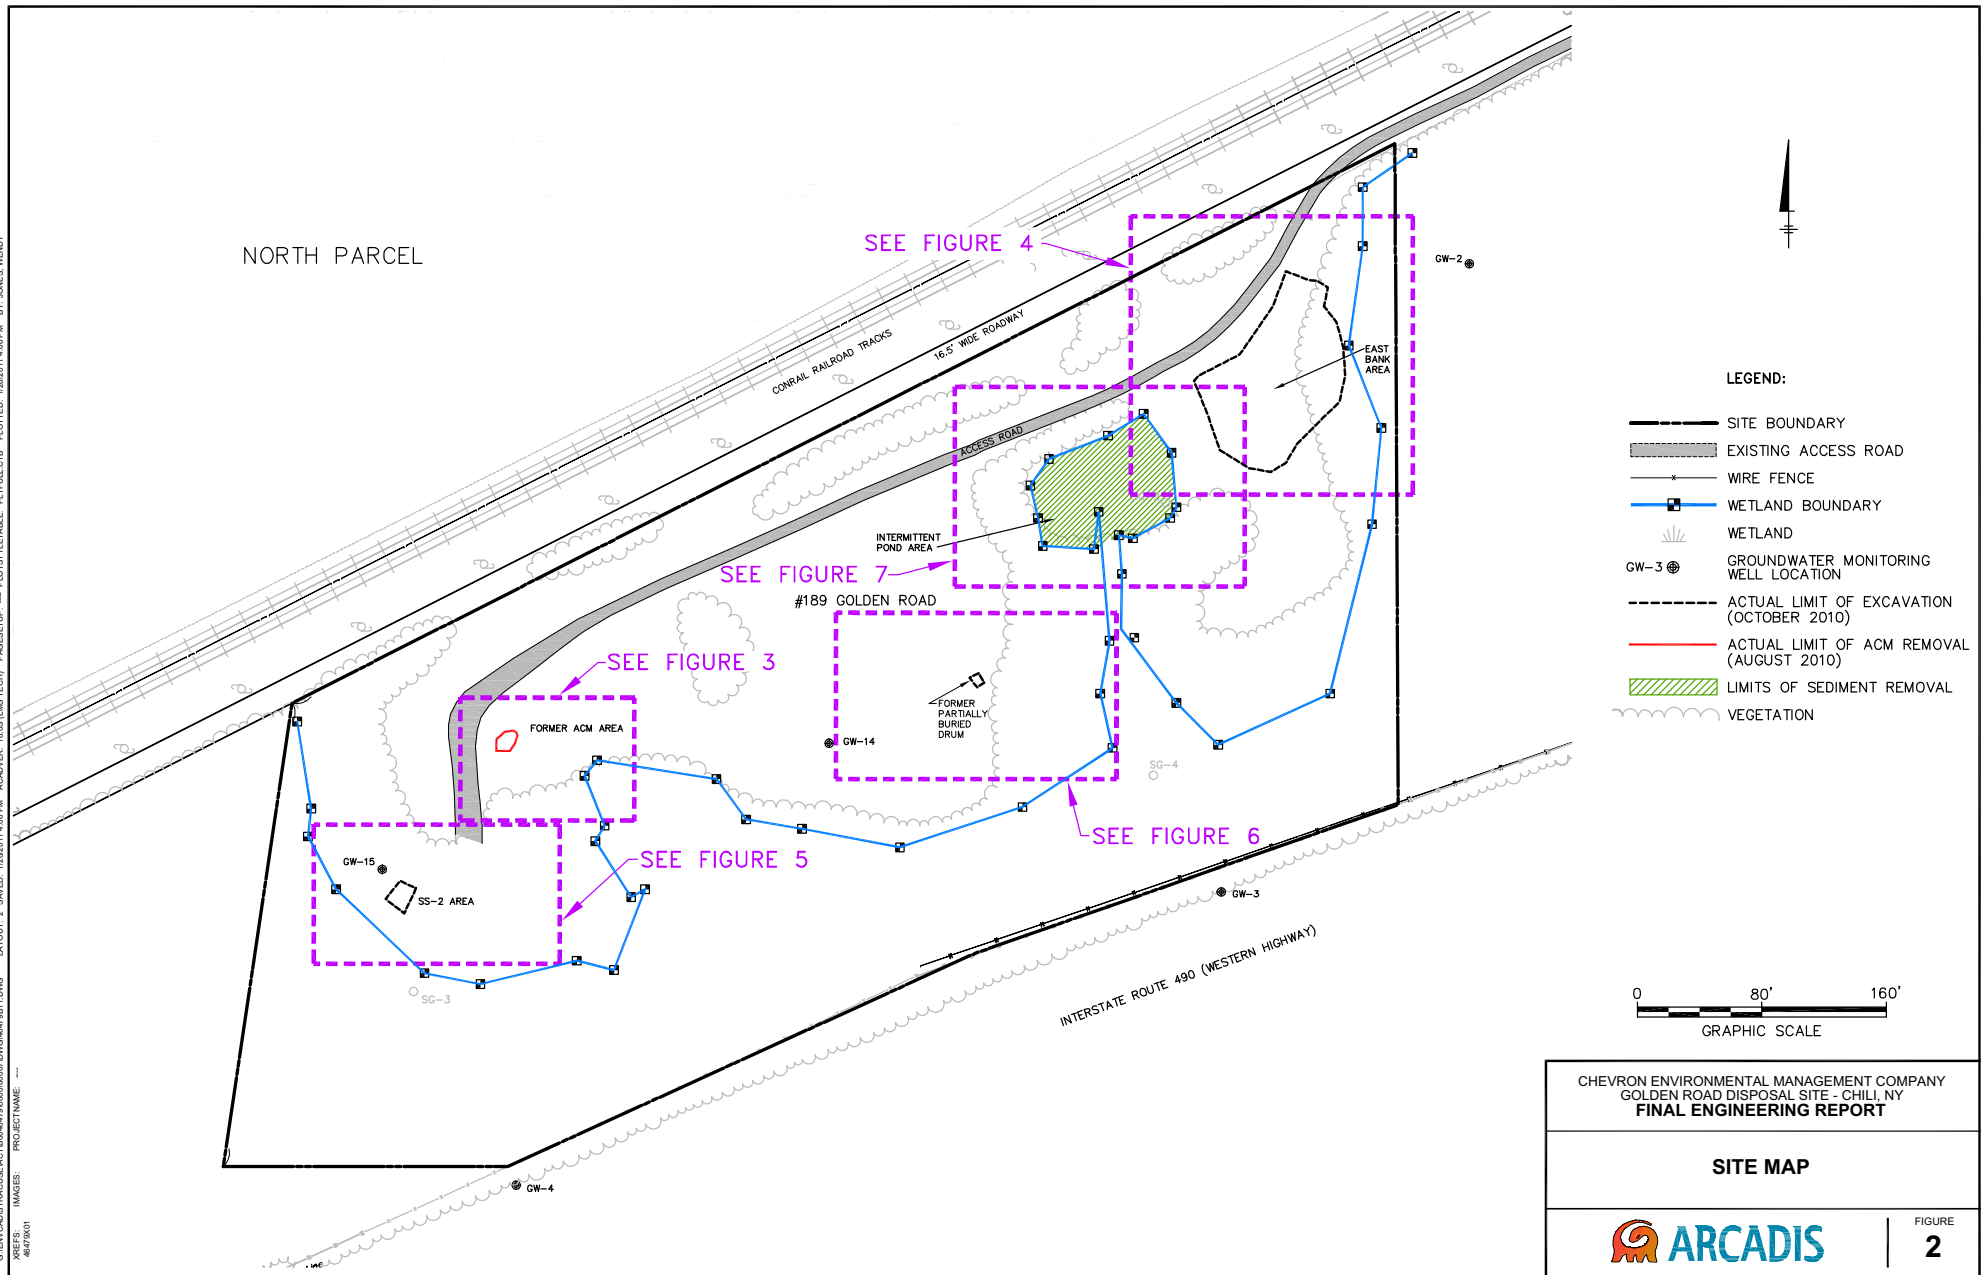 NORTH PARCEL
SEE FIGURE 4
GW-2
CONRAIL RAILROAD TRACKS
16.5' WIDE ROADWAY
EAST
BANK
AREA
ACCESS ROAD
INTERMITTENT
POND AREA
SEE FIGURE 7
#189 GOLDEN ROAD
SEE FIGURE 3
FORMER ACM AREA
FORMER
PARTIALLY
BURIED
DRUM
GW-14
SG-4
SEE FIGURE 6
SEE FIGURE 5
GW-15
SS-2 AREA
SG-3
GW-3
INTERSTATE ROUTE 490 (WESTERN HIGHWAY)
GW-4
LEGEND:
SITE BOUNDARY
EXISTING ACCESS ROAD
WIRE FENCE
WETLAND BOUNDARY
WETLAND
GW-3
GROUNDWATER MONITORING
WELL LOCATION
ACTUAL LIMIT OF EXCAVATION
(OCTOBER 2010)
ACTUAL LIMIT OF ACM REMOVAL
(AUGUST 2010)
LIMITS OF SEDIMENT REMOVAL
VEGETATION
0 80' 160'
GRAPHIC SCALE
CHEVRON ENVIRONMENTAL MANAGEMENT COMPANY
GOLDEN ROAD DISPOSAL SITE - CHILI, NY
FINAL ENGINEERING REPORT
SITE MAP
ARCADIS
FIGURE
2
XREFS: IMAGES: PROJECTNAME: ---
46479X01